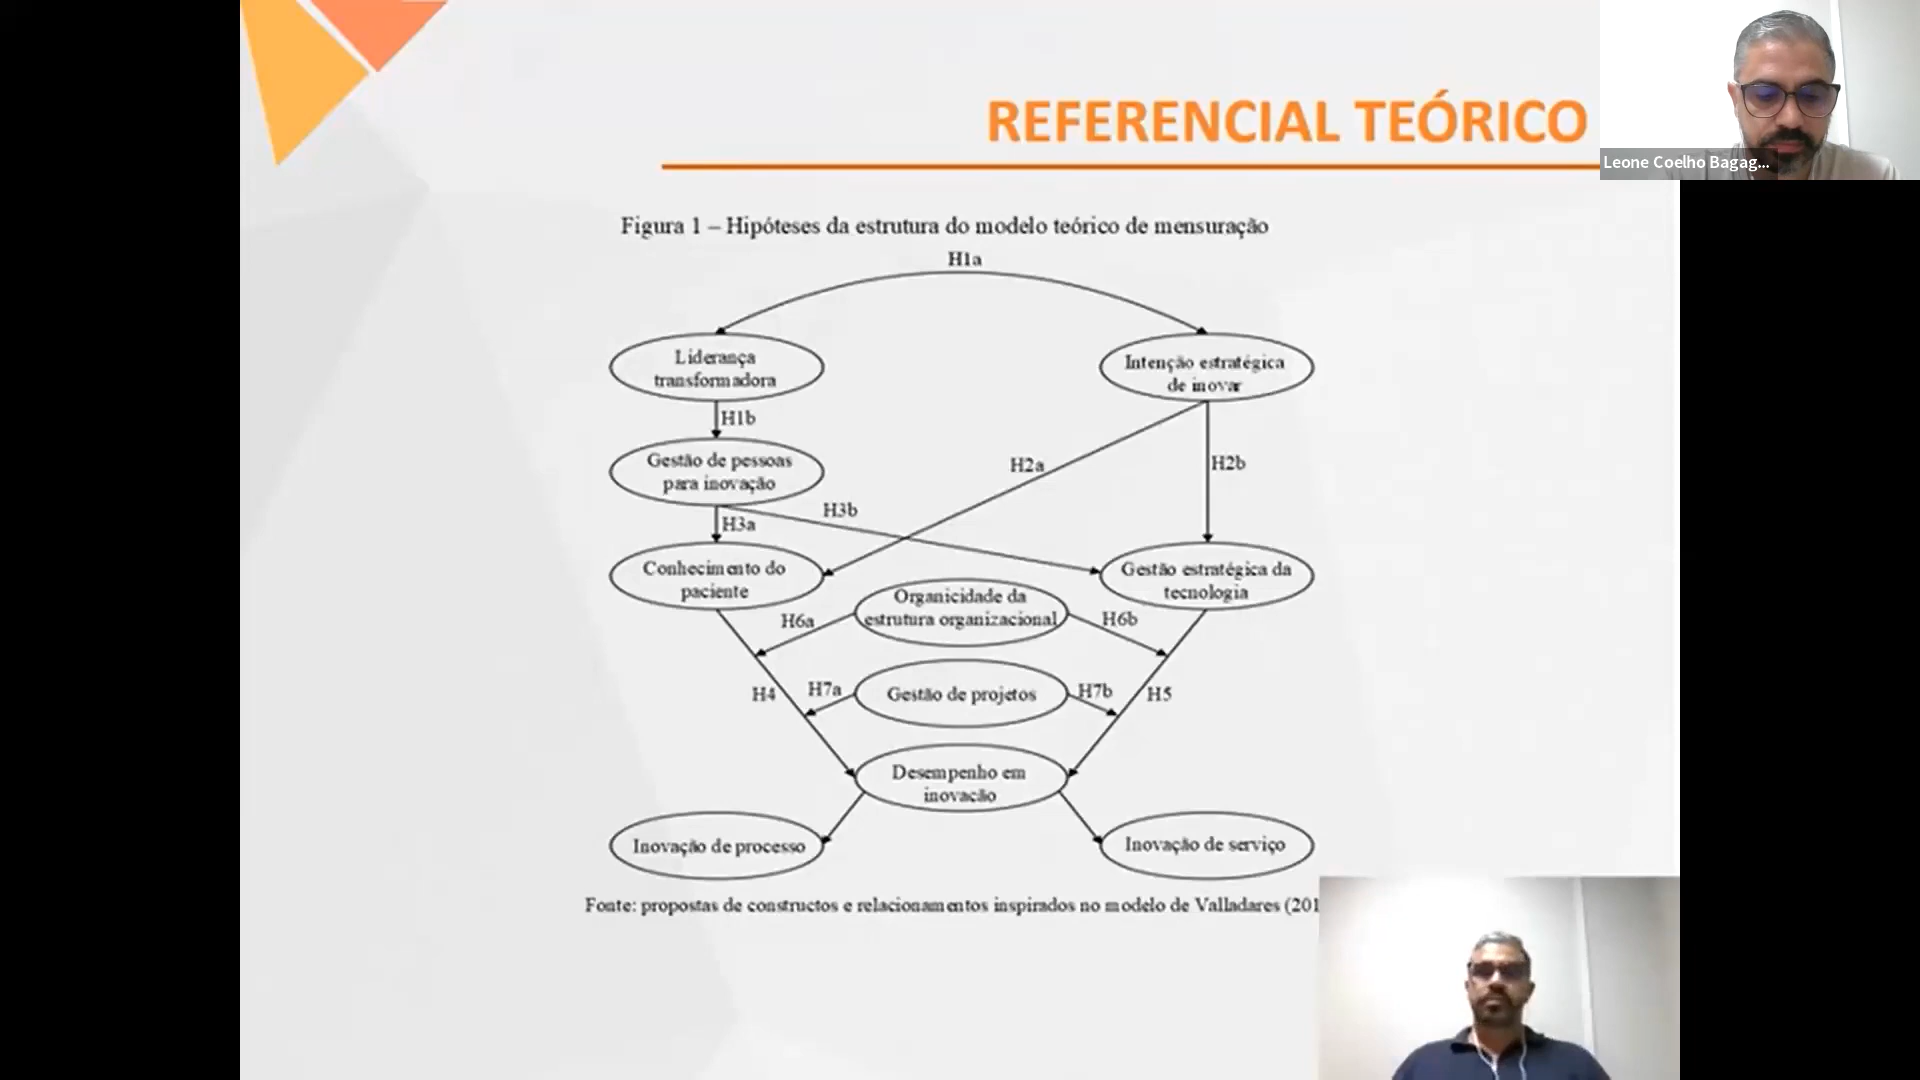 REFERENCIAL TEÓRICO
Leone Coelho Bagag...
Figura 1 – Hipóteses da estrutura do modelo teórico de mensuração
H1a
Liderança
transformadora
Intenção estratégica
de inovar
H1b
Gestão de pessoas
para inovação
H2a
H2b
H3b
H3a
Conhecimento do
paciente
Gestão estratégica da
tecnologia
Organicidade da
estrutura organizacional
H6a
H6b
H4
H7a
Gestão de projetos
H7b
H5
Desempenho em
inovação
Inovação de processo
Inovação de serviço
Fonte: propostas de constructos e relacionamentos inspirados no modelo de Valladares (201